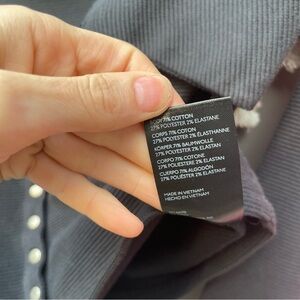 BODY 71% COTTON
27% POLYESTER 2% ELASTANE
CORPS 71% COTON
27% POLYESTER 2% ÉLASTHANNE
KÖRPER 71% BAUMWOLLE
27% POLYESTER 2% ELASTAN
CORPO 71% COTONE
27% POLIESTERE 2% ELASTAN
CUERPO 71% ALGODÓN
27% POLIÉSTER 2% ELASTANO
MADE IN VIETNAM
HECHO EN VIETNAM